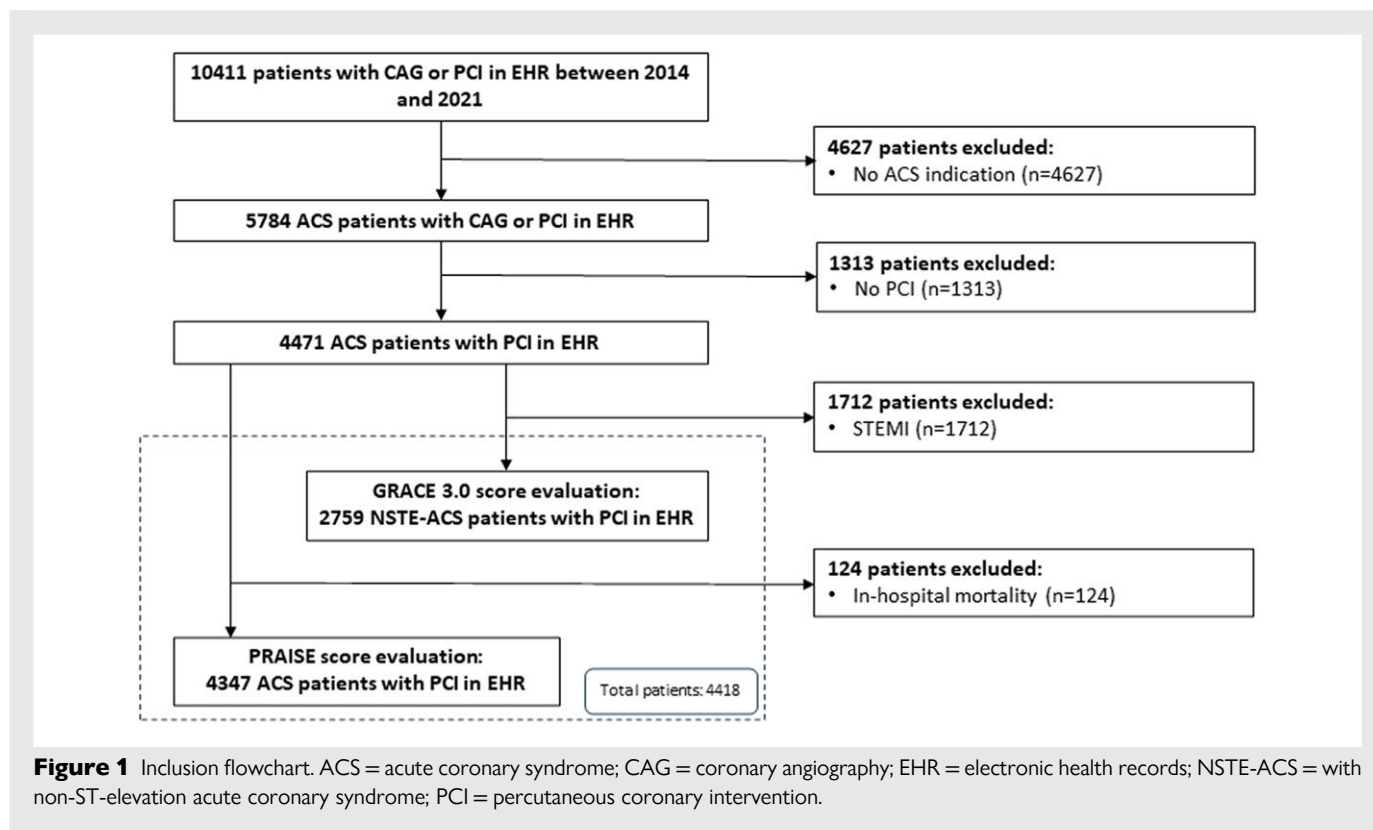 10411 patients with CAG or PCI in EHR between 2014
and 2021
4627 patients excluded:
• No ACS indication (n=4627)
5784 ACS patients with CAG or PCI in EHR
1313 patients excluded:
• No PCI (n=1313)
4471 ACS patients with PCI in EHR
1712 patients excluded:
• STEMI (n=1712)
GRACE 3.0 score evaluation:
2759 NSTE-ACS patients with PCI in EHR
124 patients excluded:
• In-hospital mortality (n=124)
PRAISE score evaluation:
4347 ACS patients with PCI in EHR
Total patients: 4418
Figure 1 Inclusion flowchart. ACS = acute coronary syndrome; CAG = coronary angiography; EHR = electronic health records; NSTE-ACS = with
non-ST-elevation acute coronary syndrome; PCI = percutaneous coronary intervention.